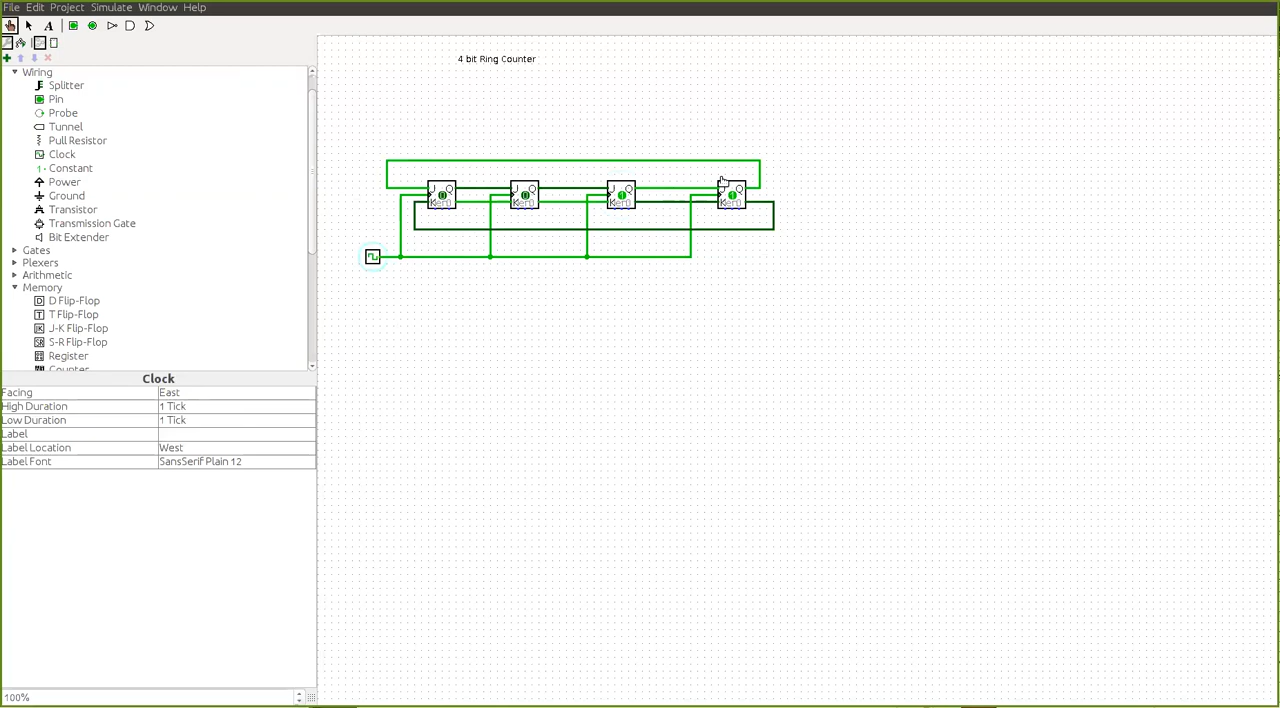 File Edit Project Simulate Window Help
A
4 bit Ring Counter
Wiring
Splitter
Pin
Probe
Tunnel
Pull Resistor
Clock
Constant
Power
Ground
Transistor
Transmission Gate
Bit Extender
Gates
Plexers
Arithmetic
Memory
D Flip-Flop
T Flip-Flop
J-K Flip-Flop
S-R Flip-Flop
Register
Counter
J Q J Q J Q J Q
Clock
Facing East
High Duration 1 Tick
Low Duration 1 Tick
Label
Label Location West
Label Font SansSerif Plain 12
100%